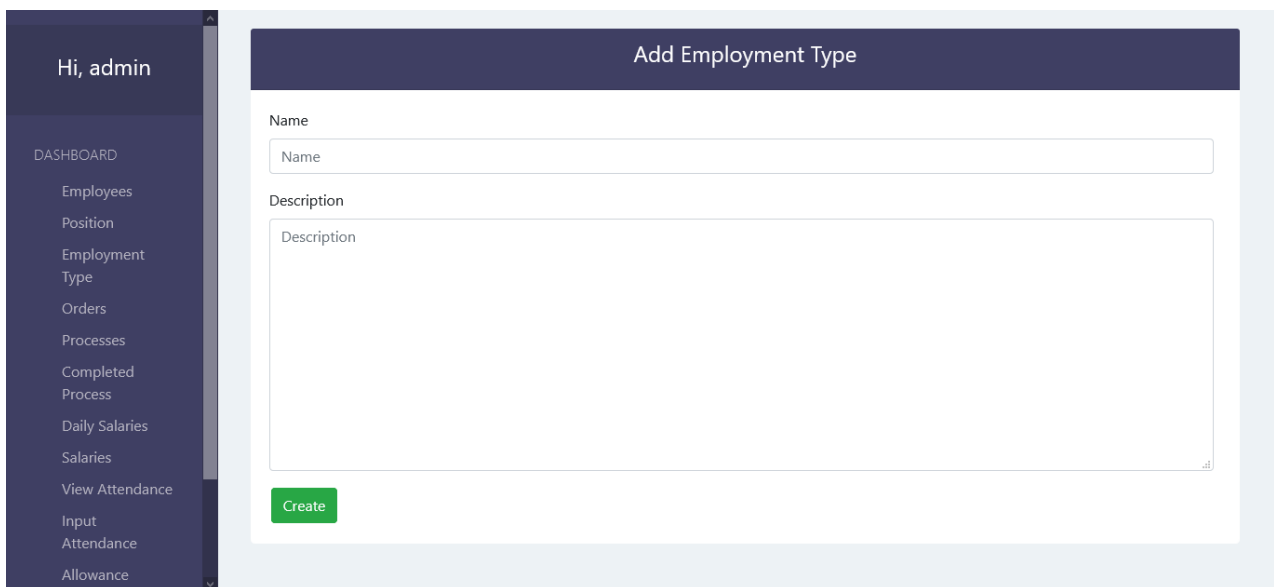 Hi, admin
DASHBOARD
Employees
Position
Employment
Type
Orders
Processes
Completed
Process
Daily Salaries
Salaries
View Attendance
Input
Attendance
Allowance
Add Employment Type
Name
Name
Description
Description
Create